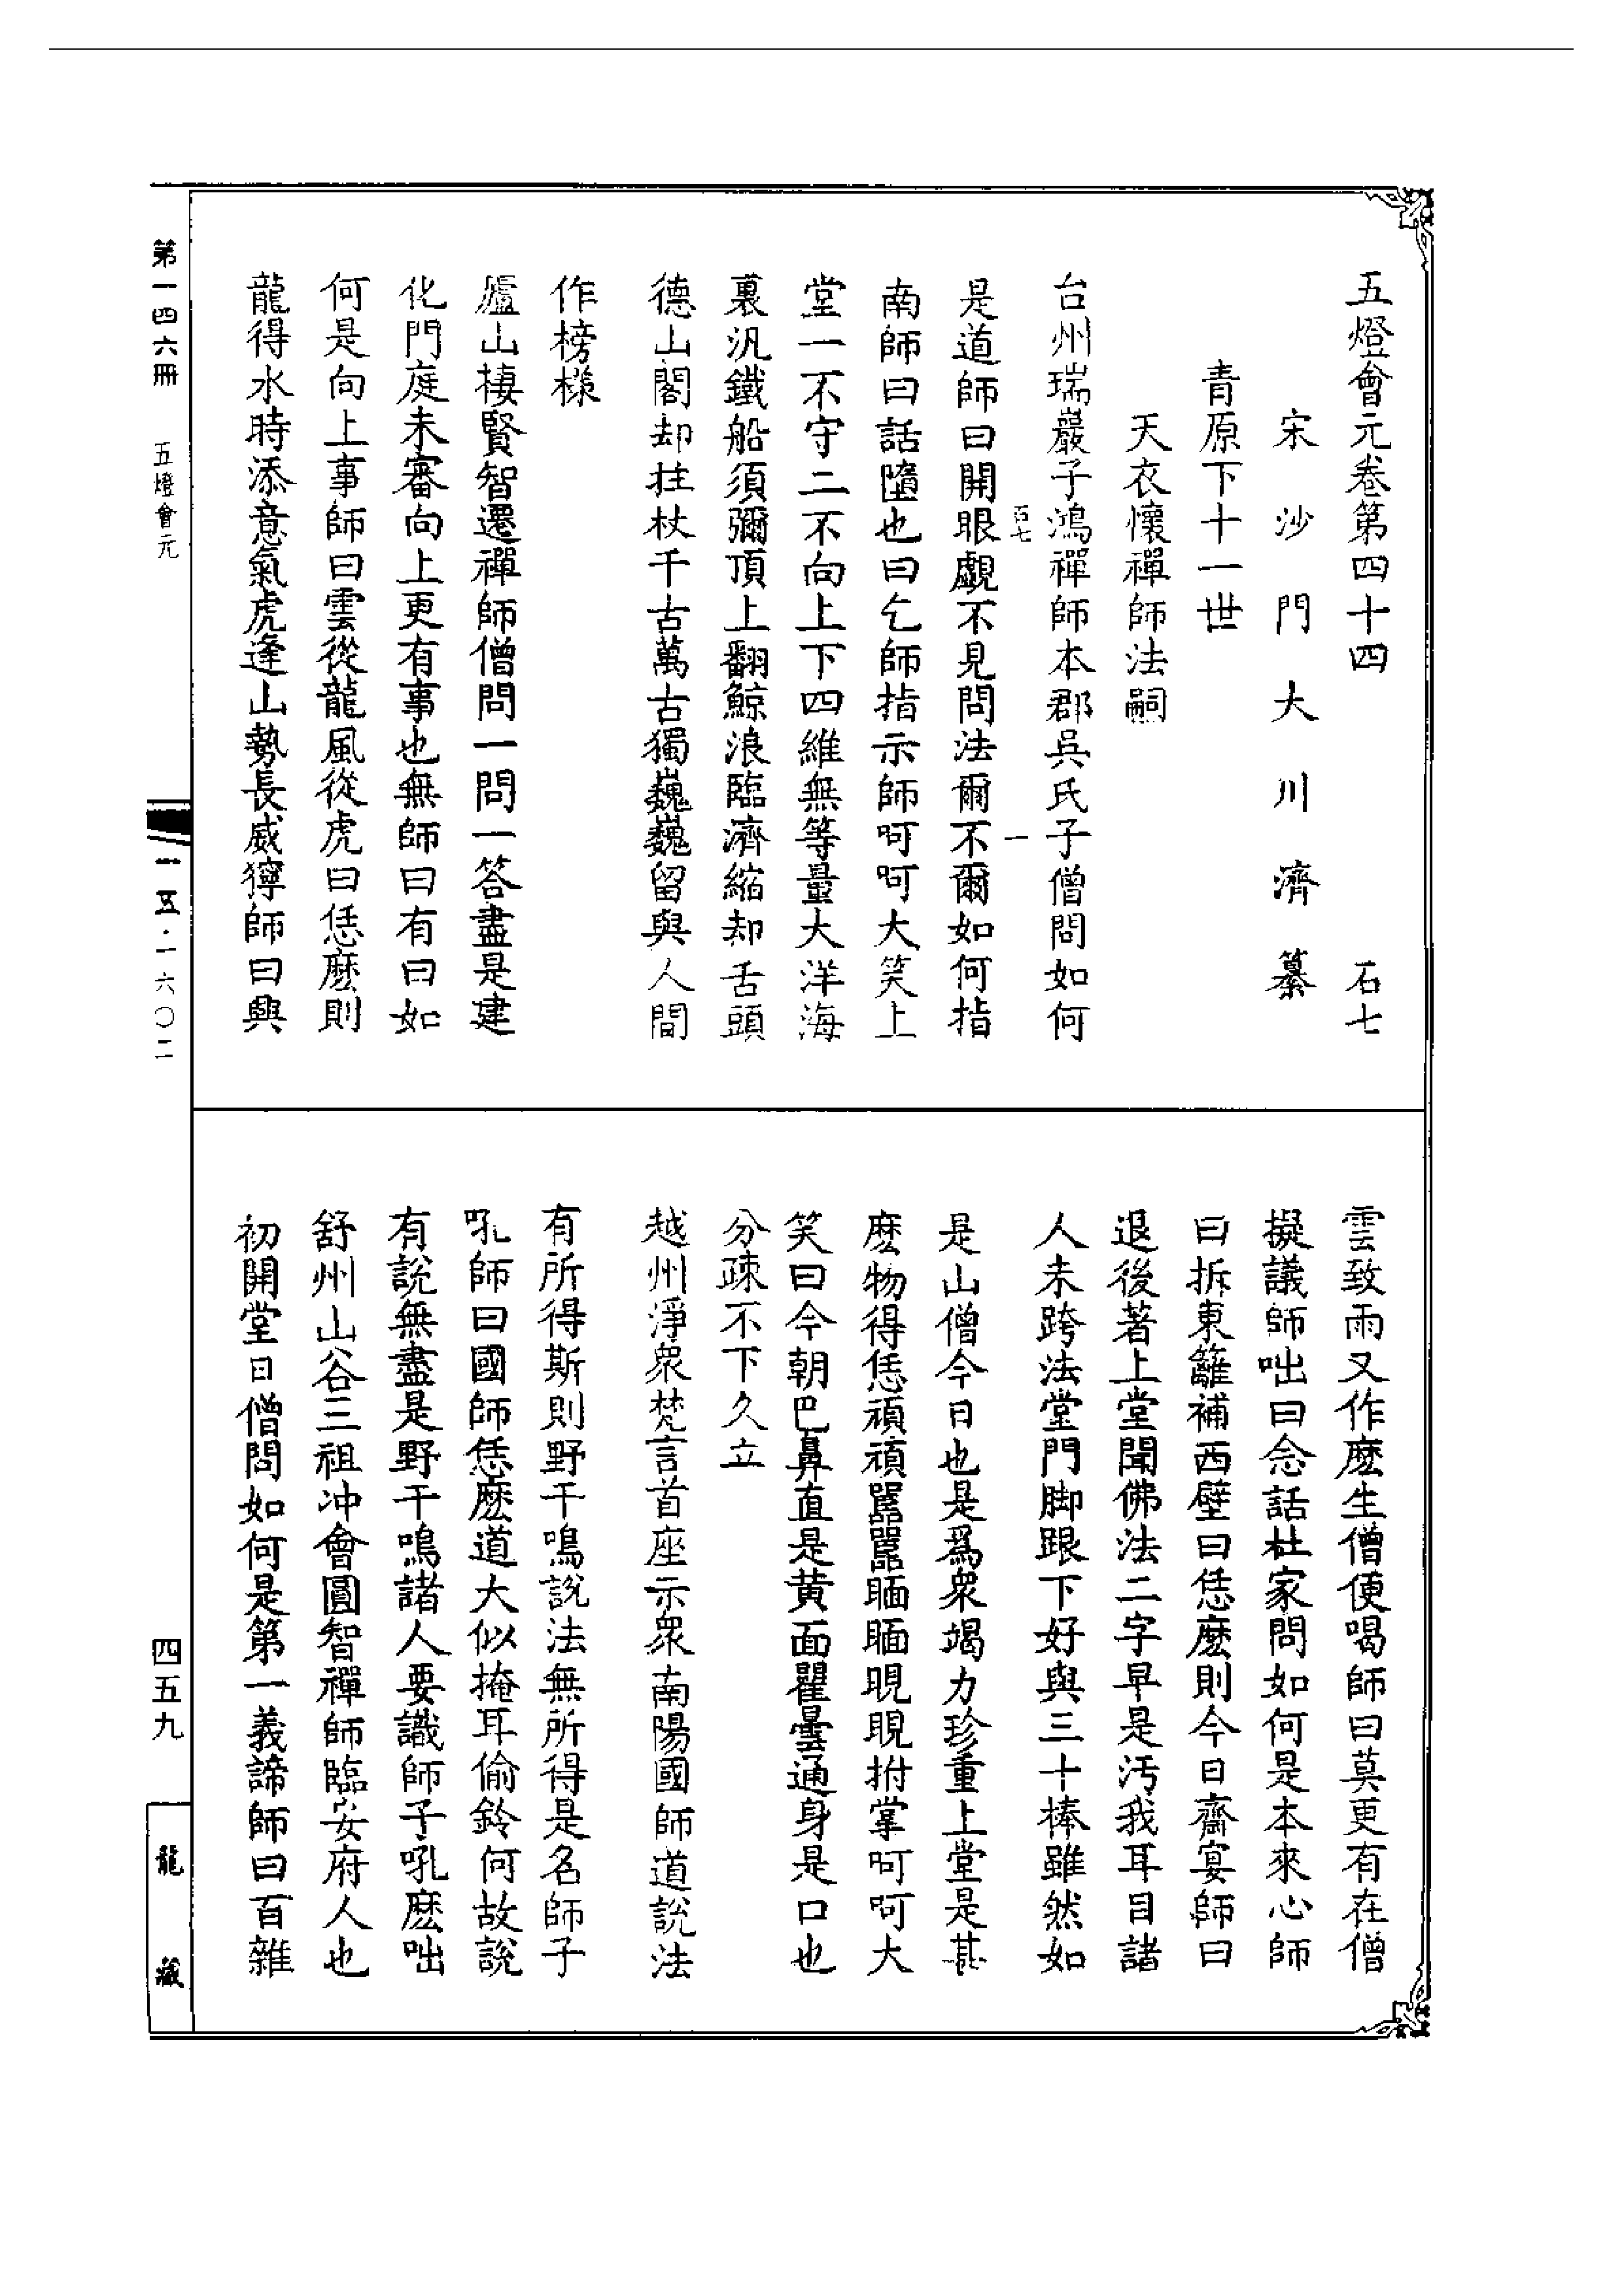 五燈會元卷第四十四　石七
宋沙門大川濟纂
青原下十一世
天衣懷禪師法嗣
台州瑞巖子鴻禪師本郡吳氏子僧問如何
石七　一
是道師曰開眼覷不見問法爾不爾如何指
南師曰話墮也曰乞師指示師呵呵大笑上
堂一不守二不向上下四維無等量大洋海
裏汎鐵船須彌頂上翻鯨浪臨濟縮却舌頭
德山閣却拄杖千古萬古獨巍巍留與人間
作榜樣
廬山棲賢智遷禪師僧問一問一答盡是建
化門庭未審向上更有事也無師曰有曰如
何是向上事師曰雲從龍風從虎曰恁麼則
龍得水時添意氣虎逢山勢長威獰師曰興
雲致雨又作麼生僧便喝師曰莫更有在僧
擬議師咄曰念話杜家問如何是本來心師
曰拆東籬補西壁曰恁麼則今日齋宴師曰
退後著上堂聞佛法二字早是汚我耳目諸
人未跨法堂門脚跟下好與三十棒雖然如
是山僧今日也是爲衆竭力珍重上堂是甚
麼物得恁頑頑嚚嚚腼腼睍睍拊掌呵呵大
笑曰今朝巴鼻直是黄面瞿曇通身是口也
分疎不下久立
越州淨衆梵言首座示衆南陽國師道説法
有所得斯則野干鳴説法無所得是名師子
吼師曰國師恁麼道大似掩耳偷鈴何故説
有説無盡是野干鳴諸人要識師子吼麼咄
舒州山谷三祖冲會圓智禪師臨安府人也
初開堂日僧問如何是第一義諦師曰百雜
第一四六冊　五燈會元
一五·一六〇二
四五九
龍藏